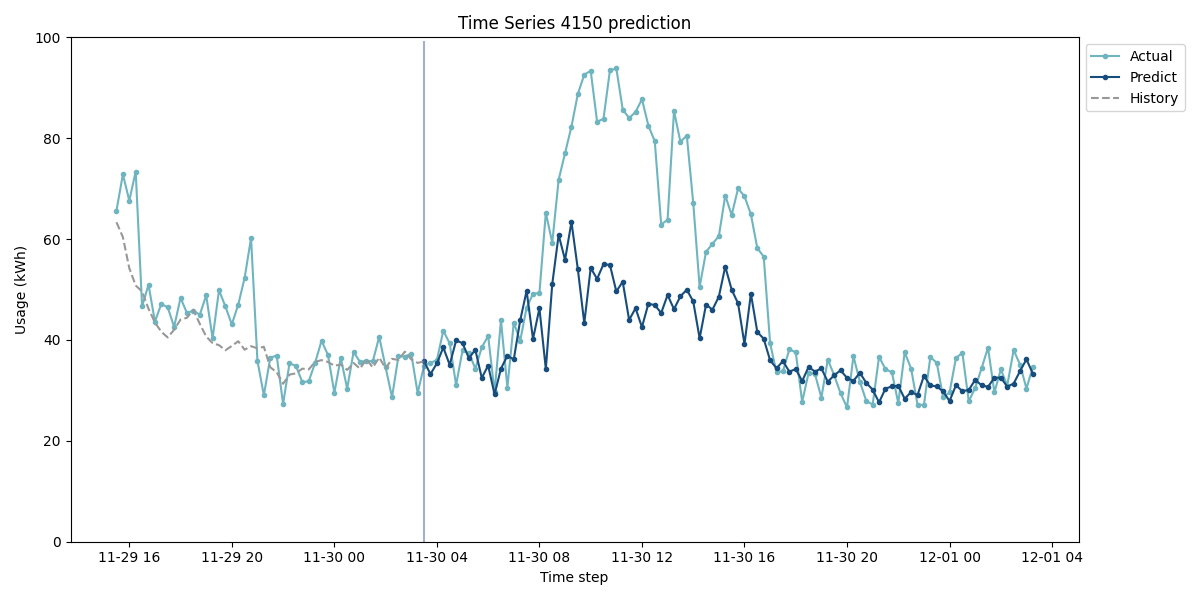 Time Series 4150 prediction
Usage (kWh)
100
80
60
40
20
0
11-29 16
11-29 20
11-30 00
11-30 04
11-30 08
11-30 12
11-30 16
11-30 20
12-01 00
12-01 04
Time step
Actual
Predict
History